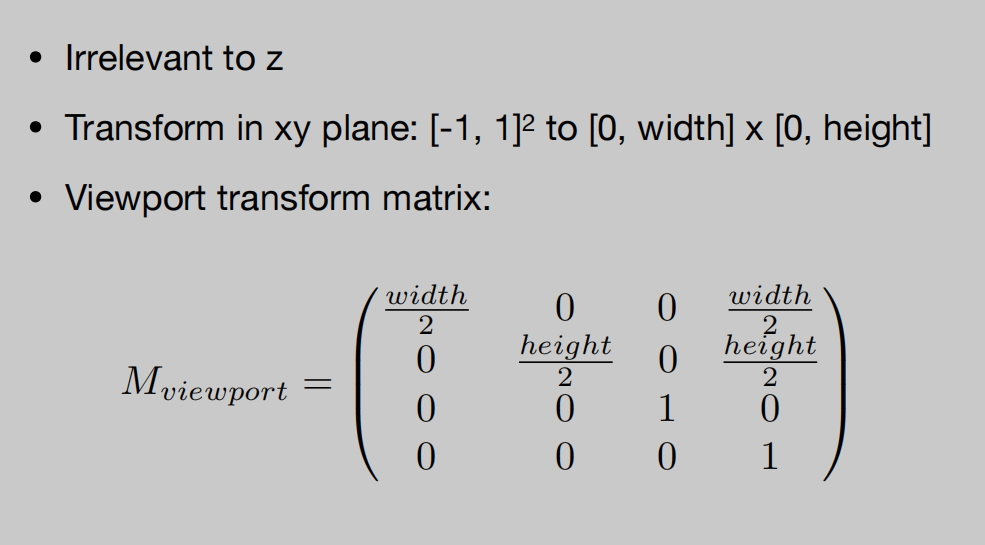 • Irrelevant to z
• Transform in xy plane: [-1, 1]² to [0, width] x [0, height]
• Viewport transform matrix:
$M_{viewport} = \begin{pmatrix} \frac{width}{2} & 0 & 0 & \frac{width}{2} \\ 0 & \frac{height}{2} & 0 & \frac{height}{2} \\ 0 & 0 & 1 & 0 \\ 0 & 0 & 0 & 1 \end{pmatrix}$